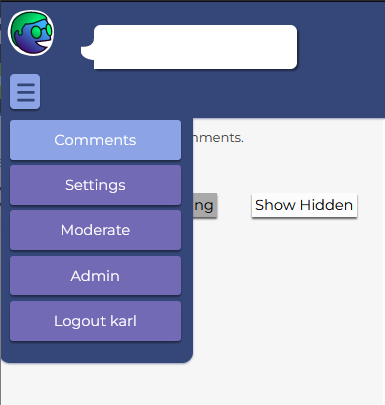 Comments
mments.
Settings
ng
Show Hidden
Moderate
Admin
Logout karl